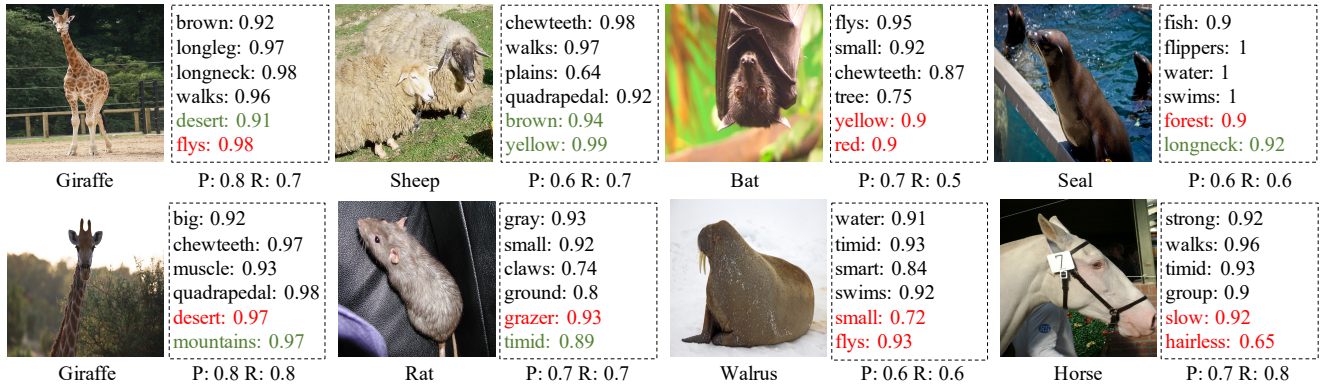 brown: 0.92
longleg: 0.97
longneck: 0.98
walks: 0.96
desert: 0.91
flys: 0.98
Giraffe
P: 0.8 R: 0.7
chewteeth: 0.98
walks: 0.97
plains: 0.64
quadrapedal: 0.92
brown: 0.94
yellow: 0.99
Sheep
P: 0.6 R: 0.7
flys: 0.95
small: 0.92
chewteeth: 0.87
tree: 0.75
yellow: 0.9
red: 0.9
Bat
P: 0.7 R: 0.5
fish: 0.9
flippers: 1
water: 1
swims: 1
forest: 0.9
longneck: 0.92
Seal
P: 0.6 R: 0.6
big: 0.92
chewteeth: 0.97
muscle: 0.93
quadrapedal: 0.98
desert: 0.97
mountains: 0.97
Giraffe
P: 0.8 R: 0.8
gray: 0.93
small: 0.92
claws: 0.74
ground: 0.8
grazer: 0.93
timid: 0.89
Rat
P: 0.7 R: 0.7
water: 0.91
timid: 0.93
smart: 0.84
swims: 0.92
small: 0.72
flys: 0.93
Walrus
P: 0.6 R: 0.6
7
strong: 0.92
walks: 0.96
timid: 0.93
group: 0.9
slow: 0.92
hairless: 0.65
Horse
P: 0.7 R: 0.8